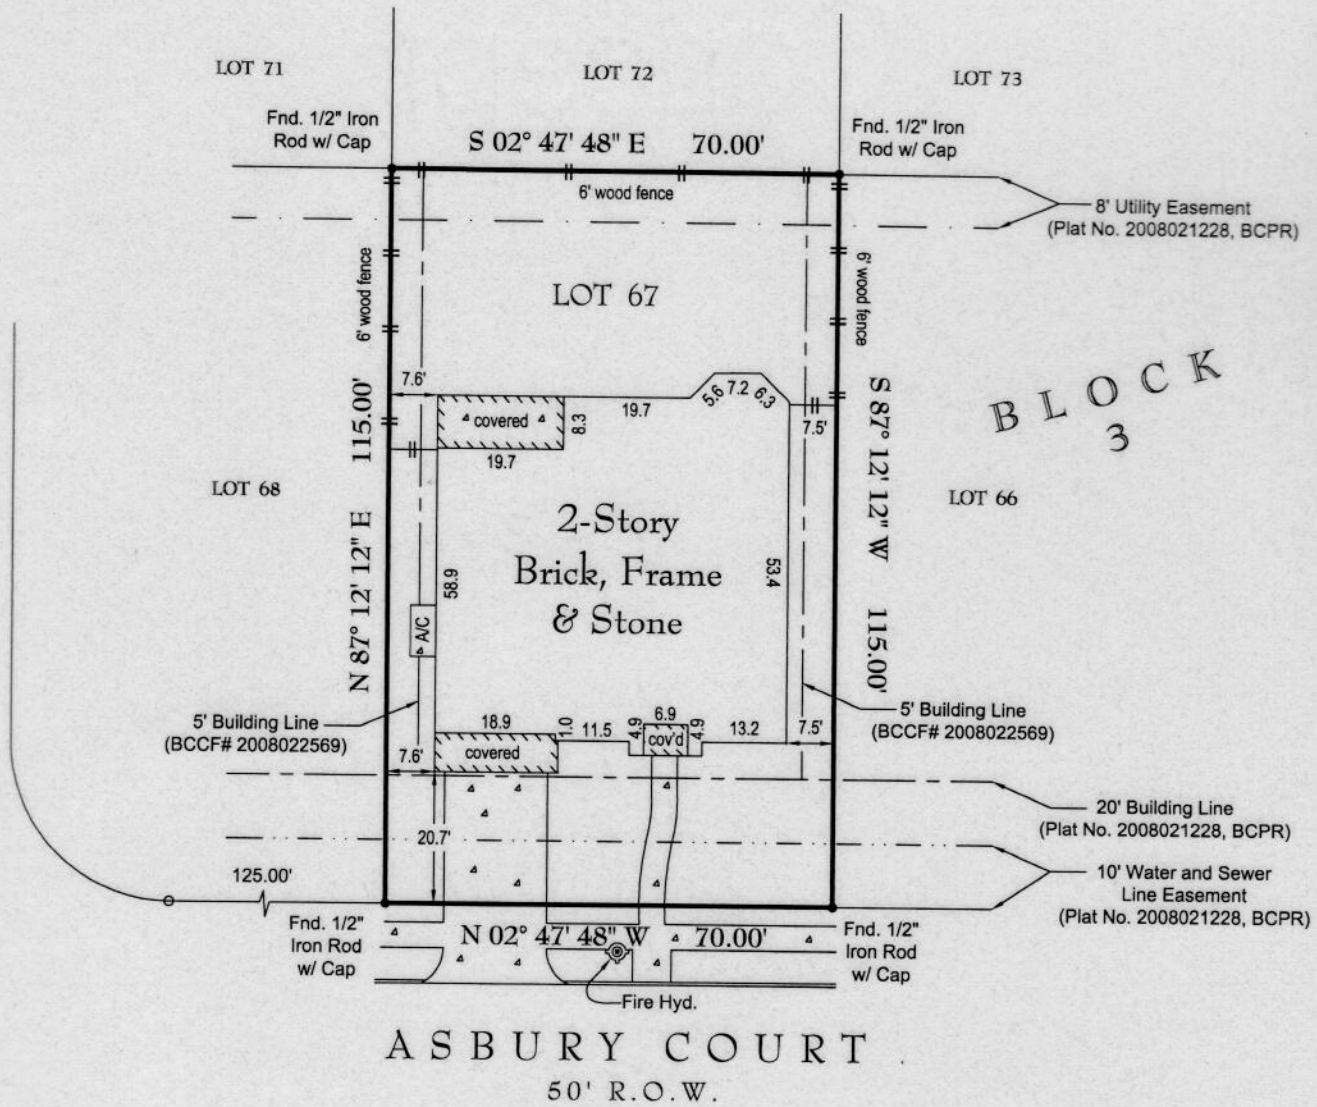 LOT 71
LOT 72
LOT 73
Fnd. 1/2" Iron
Rod w/ Cap
S 02° 47' 48" E 70.00'
Fnd. 1/2" Iron
Rod w/ Cap
6' wood fence
8' Utility Easement
(Plat No. 2008021228, BCPR)
6' wood fence
LOT 67
6' wood fence
BLOCK
3
7.6'
covered
8.3
19.7
19.7
5.6
7.2
6.3
7.5'
N 87° 12' 12" E 115.00'
S 87° 12' 12" W 115.00'
LOT 68
LOT 66
2-Story
Brick, Frame
& Stone
58.9
53.4
A/C
5' Building Line
(BCCF# 2008022569)
5' Building Line
(BCCF# 2008022569)
18.9
1.0
11.5
4.9
6.9
4.9
13.2
7.5'
7.6'
covered
cov'd
20' Building Line
(Plat No. 2008021228, BCPR)
20.7'
10' Water and Sewer
Line Easement
(Plat No. 2008021228, BCPR)
125.00'
Fnd. 1/2"
Iron Rod
w/ Cap
N 02° 47' 48" W 70.00'
Fnd. 1/2"
Iron Rod
w/ Cap
Fire Hyd.
ASBURY COURT
50' R.O.W.